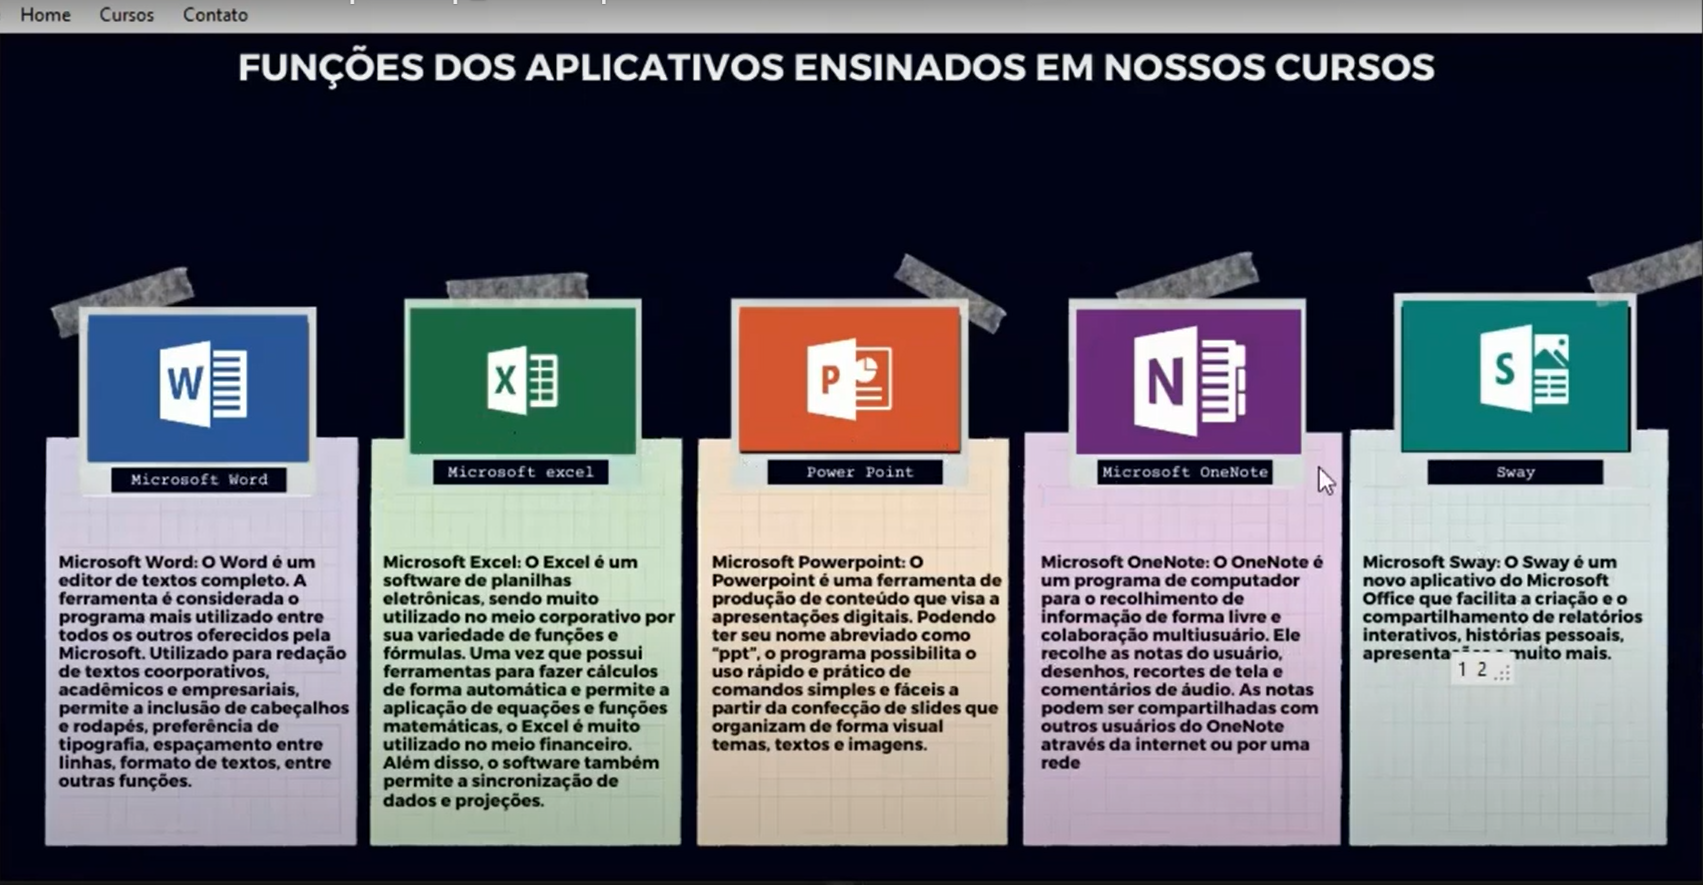 Home Cursos Contato
FUNÇÕES DOS APLICATIVOS ENSINADOS EM NOSSOS CURSOS
W
Microsoft Word
Microsoft Word: O Word é um
editor de textos completo. A
ferramenta é considerada o
programa mais utilizado entre
todos os outros oferecidos pela
Microsoft. Utilizado para redação
de textos coorporativos,
acadêmicos e empresariais,
permite a inclusão de cabeçalhos
e rodapés, preferência de
tipografia, espaçamento entre
linhas, formato de textos, entre
outras funções.
X
Microsoft excel
Microsoft Excel: O Excel é um
software de planilhas
eletrônicas, sendo muito
utilizado no meio corporativo por
sua variedade de funções e
fórmulas. Uma vez que possui
ferramentas para fazer cálculos
de forma automática e permite a
aplicação de equações e funções
matemáticas, o Excel é muito
utilizado no meio financeiro.
Além disso, o software também
permite a sincronização de
dados e projeções.
P
Power Point
Microsoft Powerpoint: O
Powerpoint é uma ferramenta de
produção de conteúdo que visa a
apresentações digitais. Podendo
ter seu nome abreviado como
“ppt”, o programa possibilita o
uso rápido e prático de
comandos simples e fáceis a
partir da confecção de slides que
organizam de forma visual
temas, textos e imagens.
N
Microsoft OneNote
Microsoft OneNote: O OneNote é
um programa de computador
para o recolhimento de
informação de forma livre e
colaboração multiusuário. Ele
recolhe as notas do usuário,
desenhos, recortes de tela e
comentários de áudio. As notas
podem ser compartilhadas com
outros usuários do OneNote
através da internet ou por uma
rede
S
Sway
Microsoft Sway: O Sway é um
novo aplicativo do Microsoft
Office que facilita a criação e o
compartilhamento de relatórios
interativos, histórias pessoais,
muito mais.
1 2